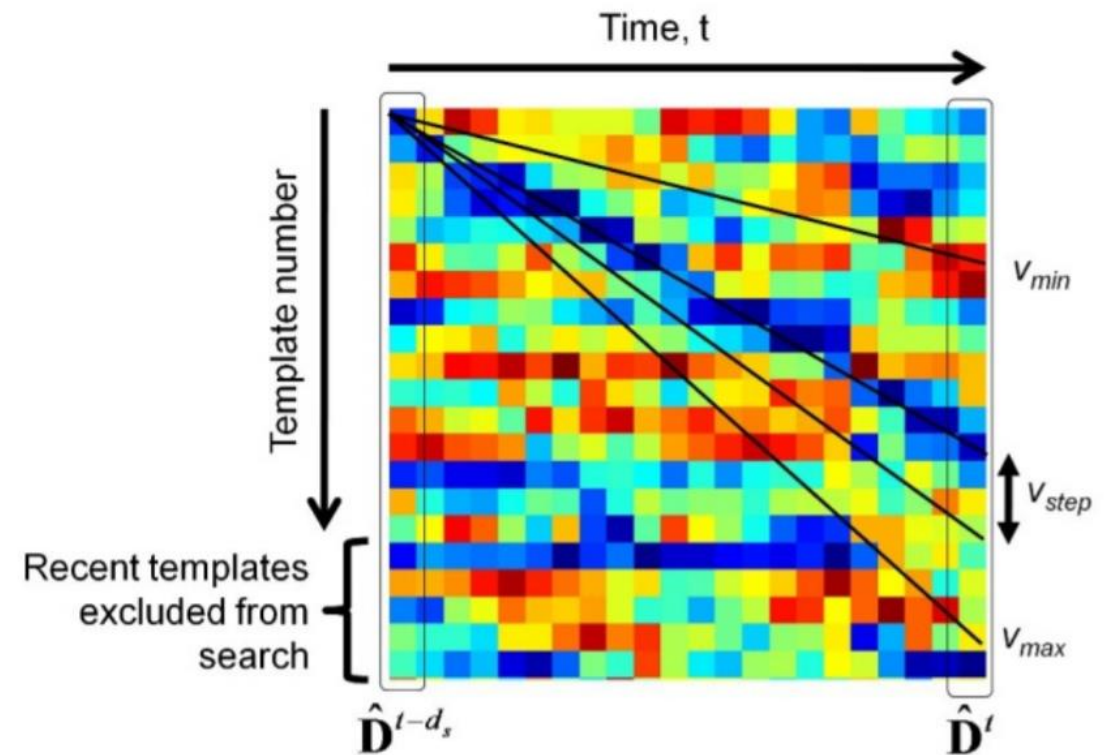 Time, t
Template number
v_min
v_step
Recent templates
excluded from
search
v_max
D̂^{t-d_s}
D̂^t